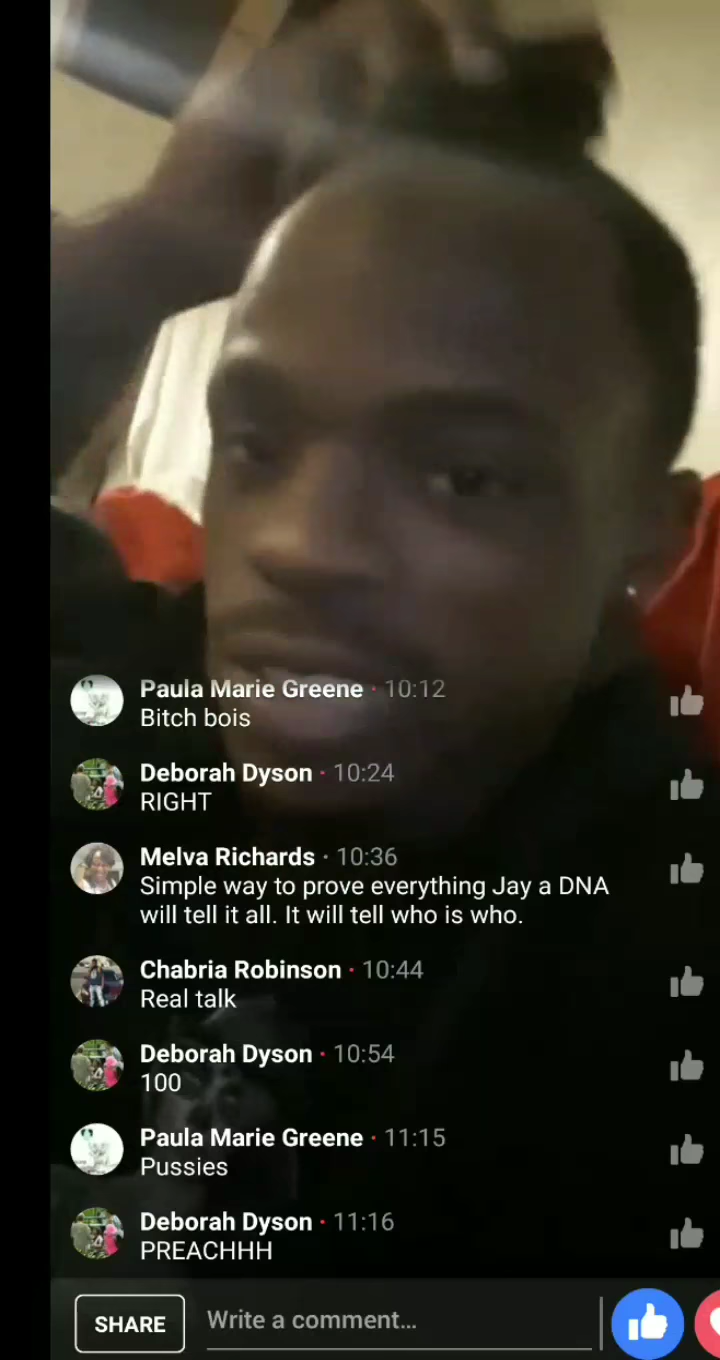 Paula Marie Greene · 10:12
Bitch bois
Deborah Dyson · 10:24
RIGHT
Melva Richards · 10:36
Simple way to prove everything Jay a DNA
will tell it all. It will tell who is who.
Chabria Robinson · 10:44
Real talk
Deborah Dyson · 10:54
100
Paula Marie Greene · 11:15
Pussies
Deborah Dyson · 11:16
PREACHHH
SHARE
Write a comment...